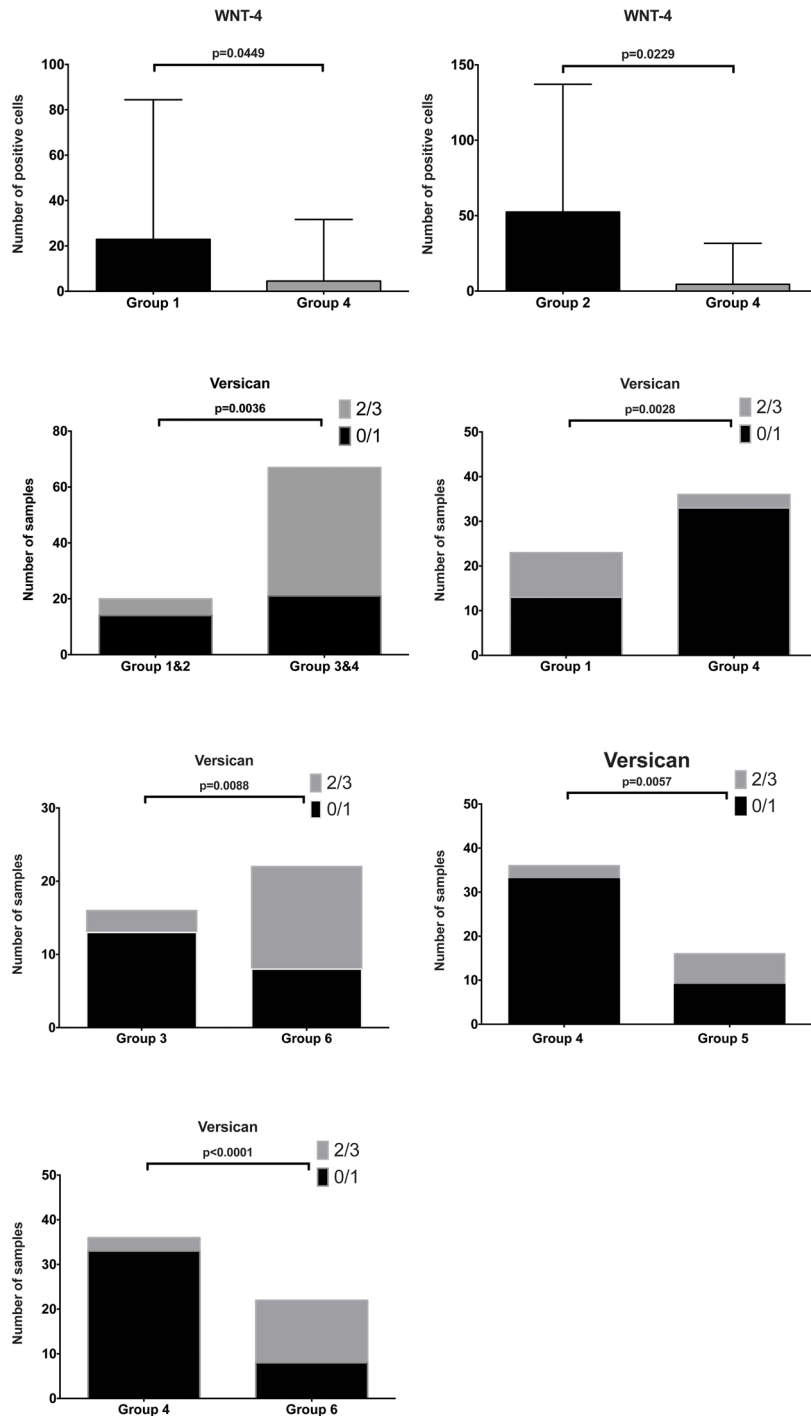 WNT-4
p=0.0449
Number of positive cells
100
80
60
40
20
0
Group 1 Group 4
WNT-4
p=0.0229
Number of positive cells
150
100
50
0
Group 2 Group 4
Versican
p=0.0036
2/3
0/1
Number of samples
80
60
40
20
0
Group 1&2 Group 3&4
Versican
p=0.0028
2/3
0/1
Number of samples
50
40
30
20
10
0
Group 1 Group 4
Versican
p=0.0088
2/3
0/1
Number of samples
30
20
10
0
Group 3 Group 6
Versican
p=0.0057
2/3
0/1
Number of samples
50
40
30
20
10
0
Group 4 Group 5
Versican
p<0.0001
2/3
0/1
Number of samples
50
40
30
20
10
0
Group 4 Group 6